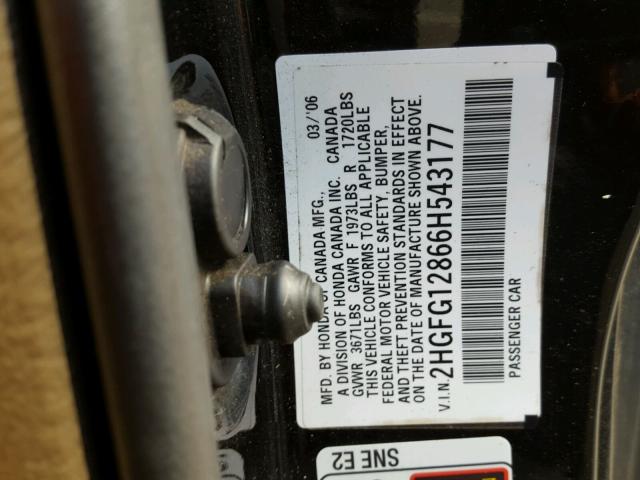 MFD. BY HONDA OF CANADA MFG., 03/'06
A DIVISION OF HONDA CANADA INC. CANADA
GVWR 3671LBS GAWR F 1973LBS R 1720LBS
THIS VEHICLE CONFORMS TO ALL APPLICABLE
FEDERAL MOTOR VEHICLE SAFETY, BUMPER,
AND THEFT PREVENTION STANDARDS IN EFFECT
ON THE DATE OF MANUFACTURE SHOWN ABOVE.
V.I.N. 2HGFG12866H543177
PASSENGER CAR
SNE E2